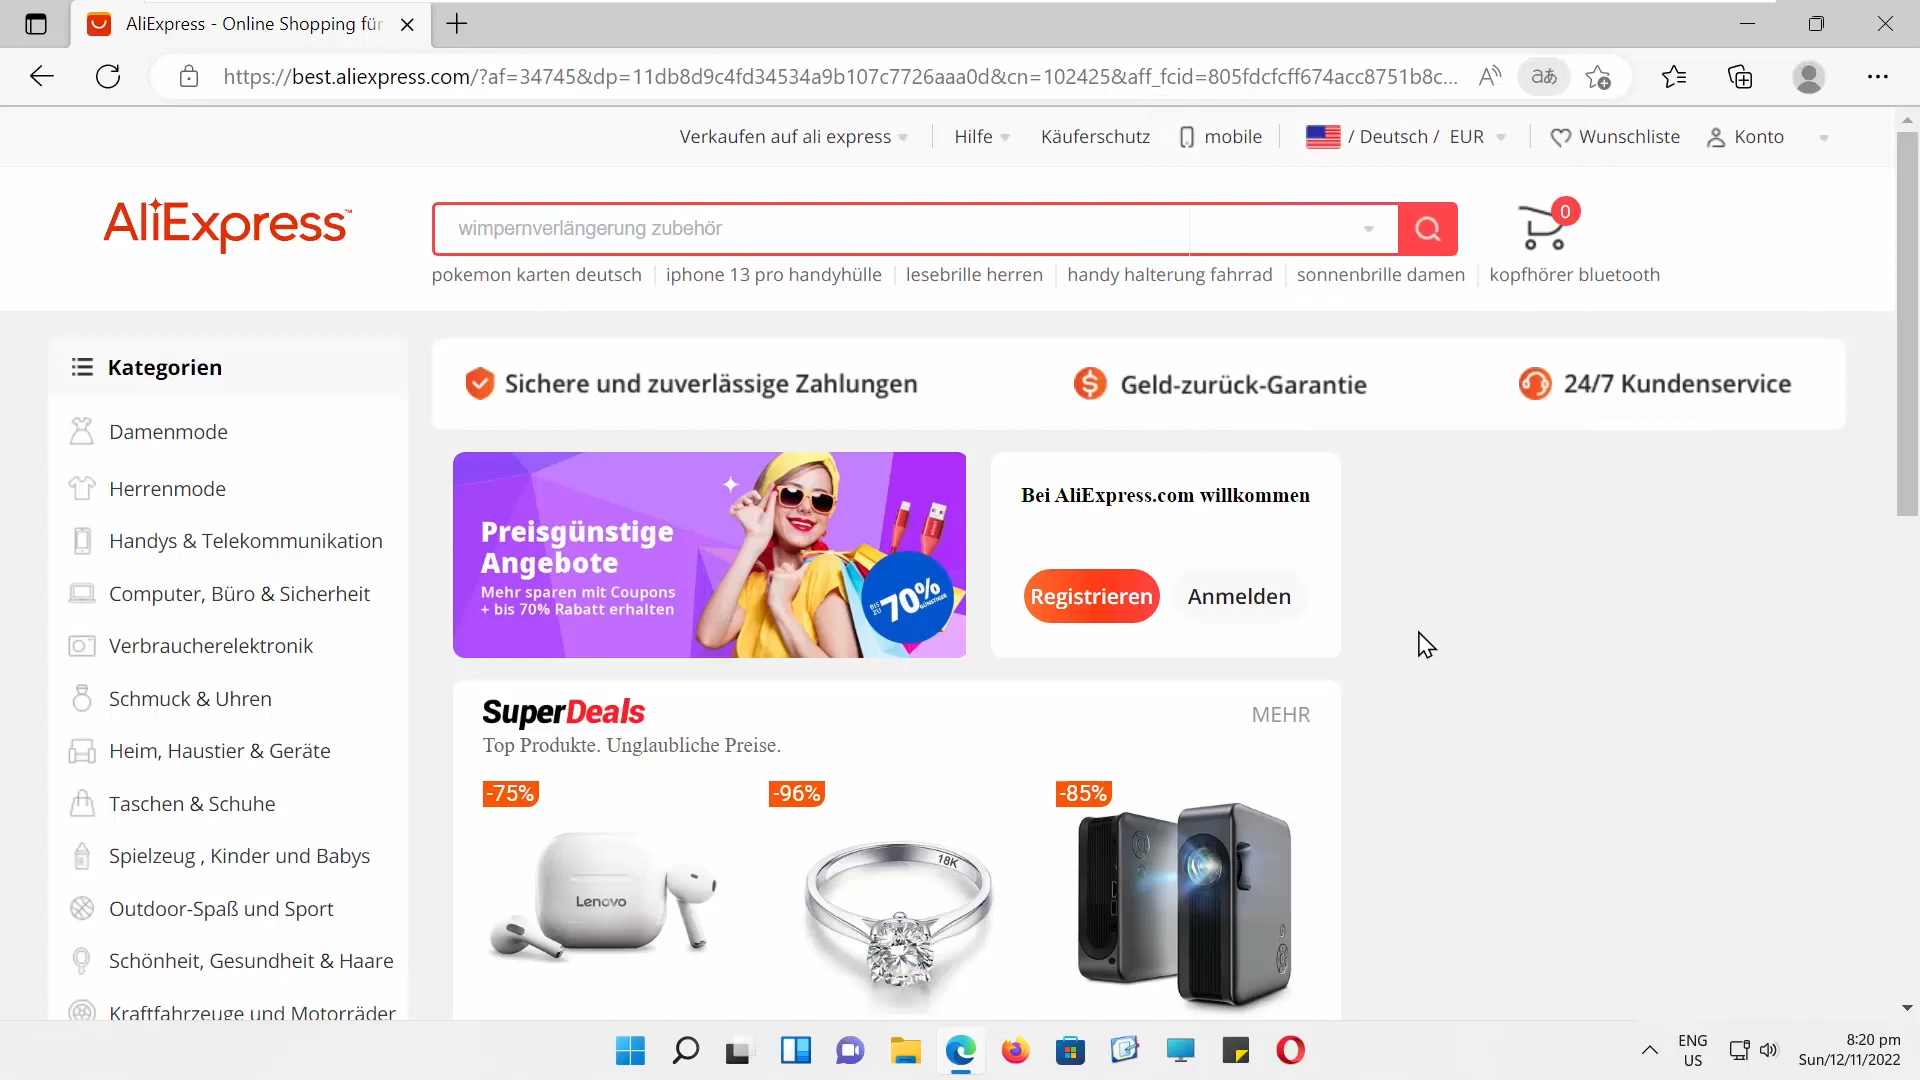 AliExpress - Online Shopping für
https://best.aliexpress.com/?af=34745&dp=11db8d9c4fd34534a9b107c7726aaa0d&cn=102425&aff_fcid=805fdcfcff674acc8751b8c...
Verkaufen auf ali express
Hilfe
Käuferschutz
mobile
/ Deutsch / EUR
Wunschliste
Konto
AliExpress™
wimpernverlängerung zubehör
0
pokemon karten deutsch
iphone 13 pro handyhülle
lesebrille herren
handy halterung fahrrad
sonnenbrille damen
kopfhörer bluetooth
Kategorien
Damenmode
Herrenmode
Handys & Telekommunikation
Computer, Büro & Sicherheit
Verbraucherelektronik
Schmuck & Uhren
Heim, Haustier & Geräte
Taschen & Schuhe
Spielzeug , Kinder und Babys
Outdoor-Spaß und Sport
Schönheit, Gesundheit & Haare
Kraftfahrzeuge und Motorräder
Sichere und zuverlässige Zahlungen
Geld-zurück-Garantie
24/7 Kundenservice
Preisgünstige
Angebote
Mehr sparen mit Coupons
+ bis 70% Rabatt erhalten
BIS ZU 70% GÜNSTIGER
Bei AliExpress.com willkommen
Registrieren
Anmelden
SuperDeals
MEHR
Top Produkte. Unglaubliche Preise.
-75%
-96%
-85%
Lenovo
18K
ENG
US
8:20 pm
Sun/12/11/2022